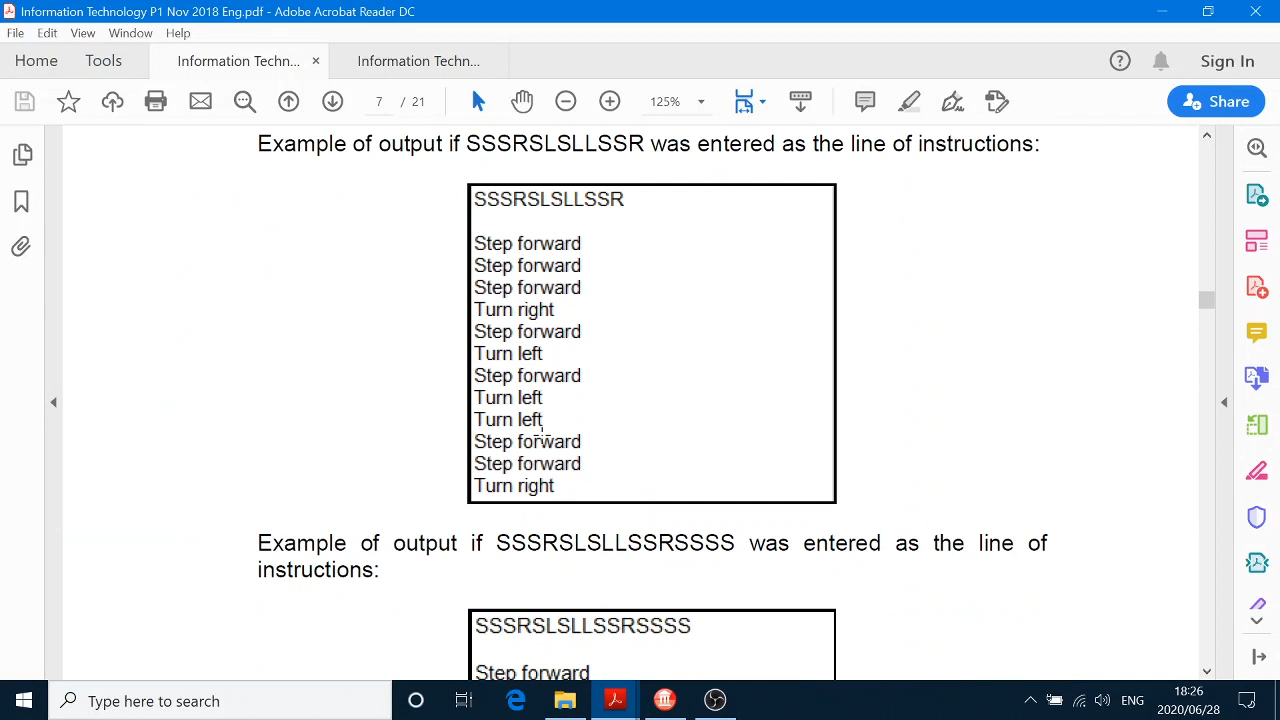 Information Technology P1 Nov 2018 Eng.pdf - Adobe Acrobat Reader DC
File Edit View Window Help
Home Tools Information Techn... × Information Techn... Sign In
7 / 21 125% Share
Example of output if SSSRSLSLLSSR was entered as the line of instructions:
SSSRSLSLLSSR
Step forward
Step forward
Step forward
Turn right
Step forward
Turn left
Step forward
Turn left
Turn left
Step forward
Step forward
Turn right
Example of output if SSSRSLSLLSSRSSSS was entered as the line of
instructions:
SSSRSLSLLSSRSSSS
Step forward
Type here to search
ENG
18:26
2020/06/28